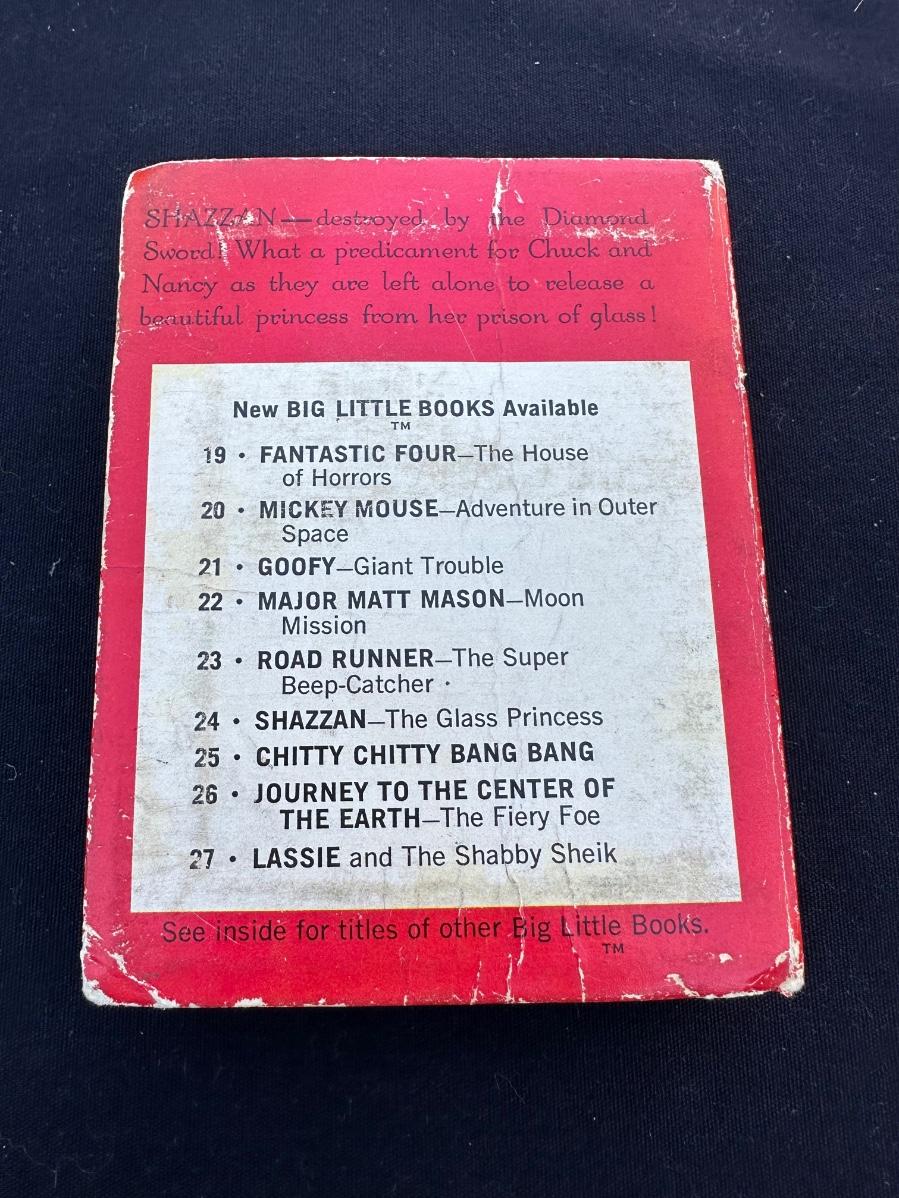 SHAZZAN—destroyed by the Diamond
Sword! What a predicament for Chuck and
Nancy as they are left alone to release a
beautiful princess from her prison of glass!
New BIG LITTLE BOOKS Available
TM
19 • FANTASTIC FOUR—The House
of Horrors
20 • MICKEY MOUSE—Adventure in Outer
Space
21 • GOOFY—Giant Trouble
22 • MAJOR MATT MASON—Moon
Mission
23 • ROAD RUNNER—The Super
Beep-Catcher
24 • SHAZZAN—The Glass Princess
25 • CHITTY CHITTY BANG BANG
26 • JOURNEY TO THE CENTER OF
THE EARTH—The Fiery Foe
27 • LASSIE and The Shabby Sheik
See inside for titles of other Big Little Books.
TM